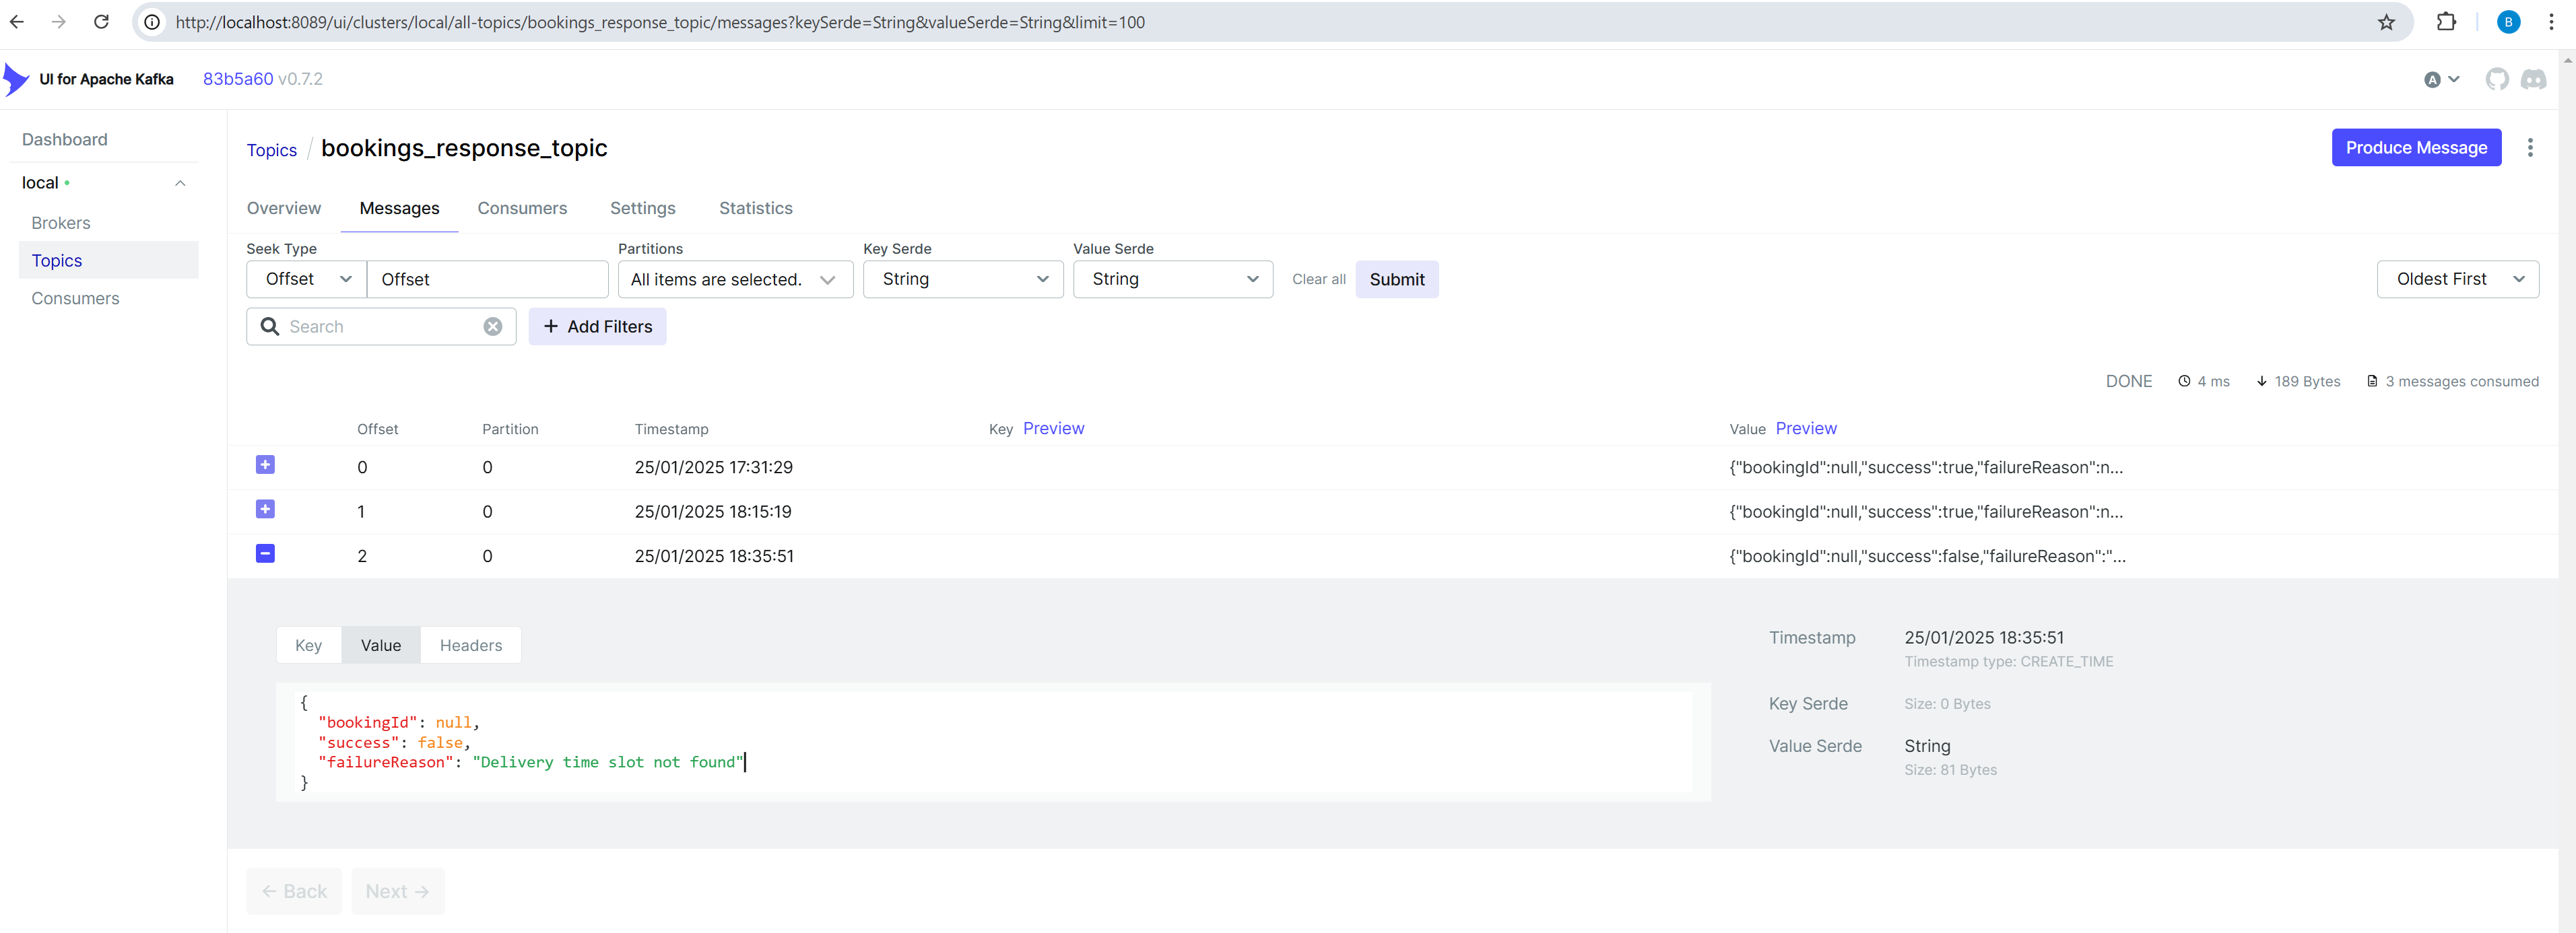 http://localhost:8089/ui/clusters/local/all-topics/bookings_response_topic/messages?keySerde=String&valueSerde=String&limit=100
B
UI for Apache Kafka 83b5a60 v0.7.2
A
Dashboard
local
Brokers
Topics
Consumers
Topics / bookings_response_topic
Produce Message
Overview Messages Consumers Settings Statistics
Seek Type Partitions Key Serde Value Serde
Offset Offset All items are selected. String String Clear all Submit Oldest First
Search + Add Filters
DONE 4 ms 189 Bytes 3 messages consumed
Offset Partition Timestamp Key Preview Value Preview
0 0 25/01/2025 17:31:29 {"bookingId":null,"success":true,"failureReason":n...
1 0 25/01/2025 18:15:19 {"bookingId":null,"success":true,"failureReason":n...
2 0 25/01/2025 18:35:51 {"bookingId":null,"success":false,"failureReason":"...
Key Value Headers
{
"bookingId": null,
"success": false,
"failureReason": "Delivery time slot not found"
}
Timestamp 25/01/2025 18:35:51
Timestamp type: CREATE_TIME
Key Serde Size: 0 Bytes
Value Serde String
Size: 81 Bytes
← Back Next →